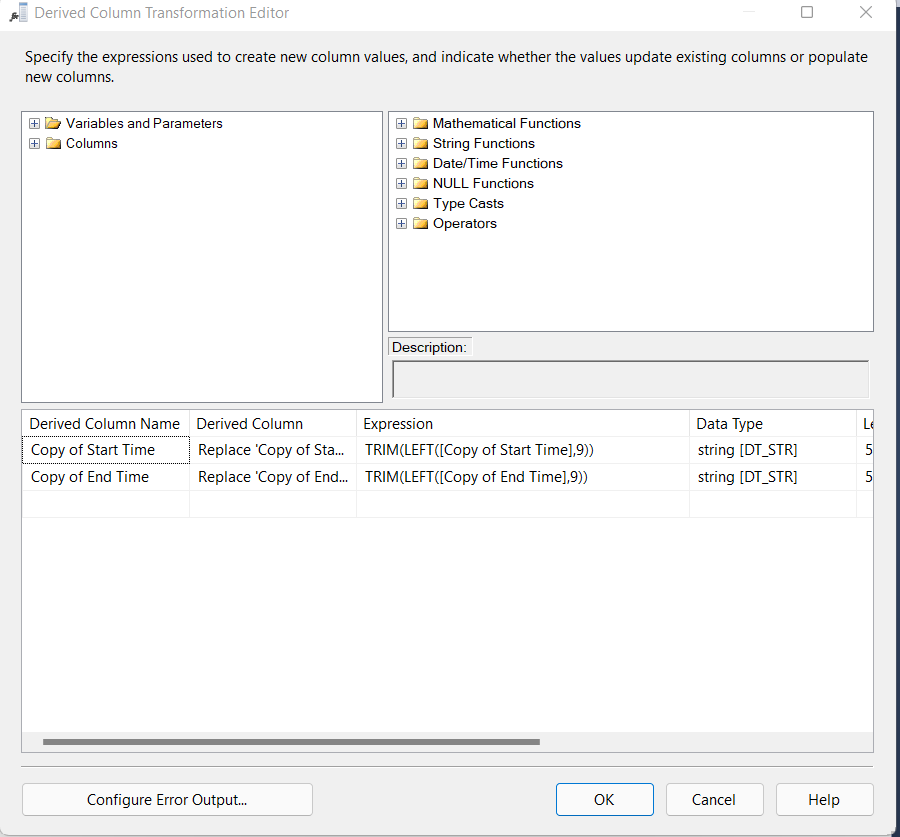 Derived Column Transformation Editor
Specify the expressions used to create new column values, and indicate whether the values update existing columns or populate
new columns.
Variables and Parameters
Columns
Mathematical Functions
String Functions
Date/Time Functions
NULL Functions
Type Casts
Operators
Description:
Derived Column Name Derived Column Expression Data Type Le
Copy of Start Time Replace 'Copy of Sta... TRIM(LEFT([Copy of Start Time],9)) string [DT_STR] 5
Copy of End Time Replace 'Copy of End... TRIM(LEFT([Copy of End Time],9)) string [DT_STR] 5
Configure Error Output... OK Cancel Help